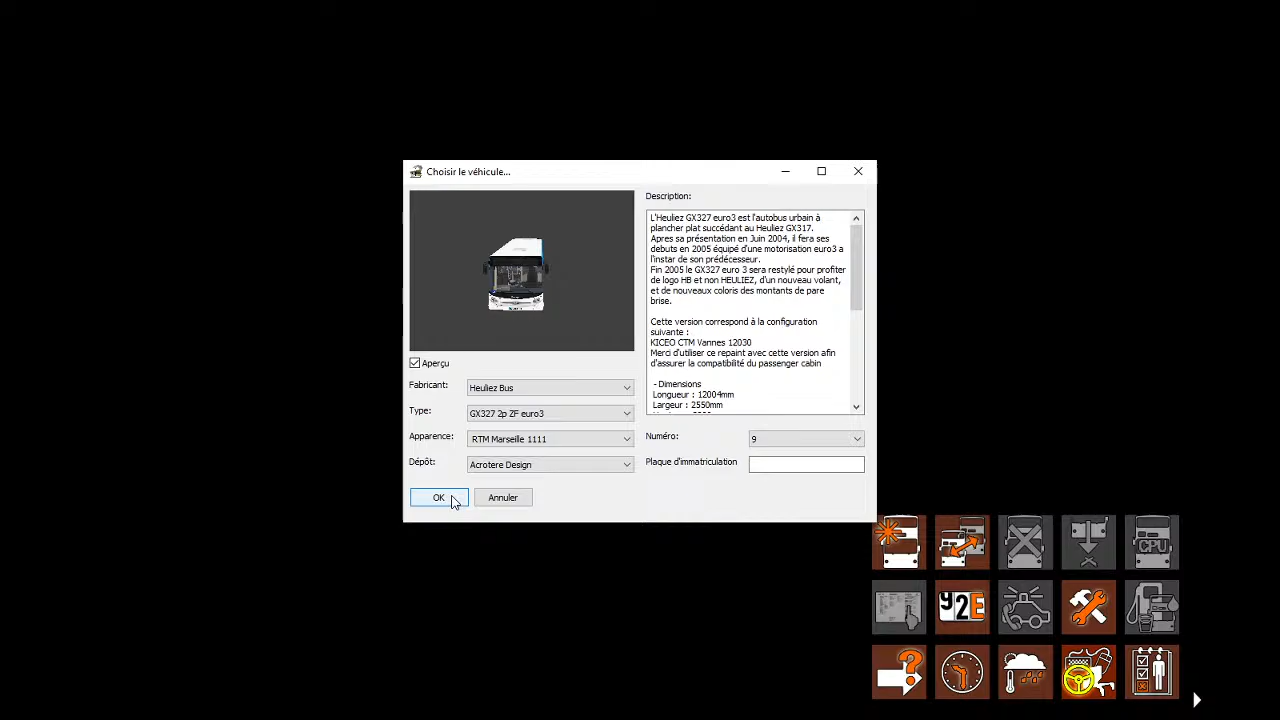 Choisir le véhicule...
Description:
L'Heuliez GX327 euro3 est l'autobus urbain à
plancher plat succédant au Heuliez GX317.
Apres sa présentation en Juin 2004, il fera ses
debuts en 2005 équipé d'une motorisation euro3 a
l'instar de son prédécesseur.
Fin 2005 le GX327 euro 3 sera restylé pour profiter
de logo HB et non HEULIEZ, d'un nouveau volant,
et de nouveaux coloris des montants de pare
brise.
Cette version correspond à la configuration
suivante :
KICEO CTM Vannes 12030
Merci d'utiliser ce repaint avec cette version afin
d'assurer la compatibilité du passenger cabin
- Dimensions
Longueur : 12004mm
Largeur : 2550mm
Aperçu
Fabricant:
Heuliez Bus
Type:
GX327 2p ZF euro3
Apparence:
RTM Marseille 1111
Numéro:
9
Dépôt:
Acrotere Design
Plaque d'immatriculation
OK
Annuler
CPU
92E
?